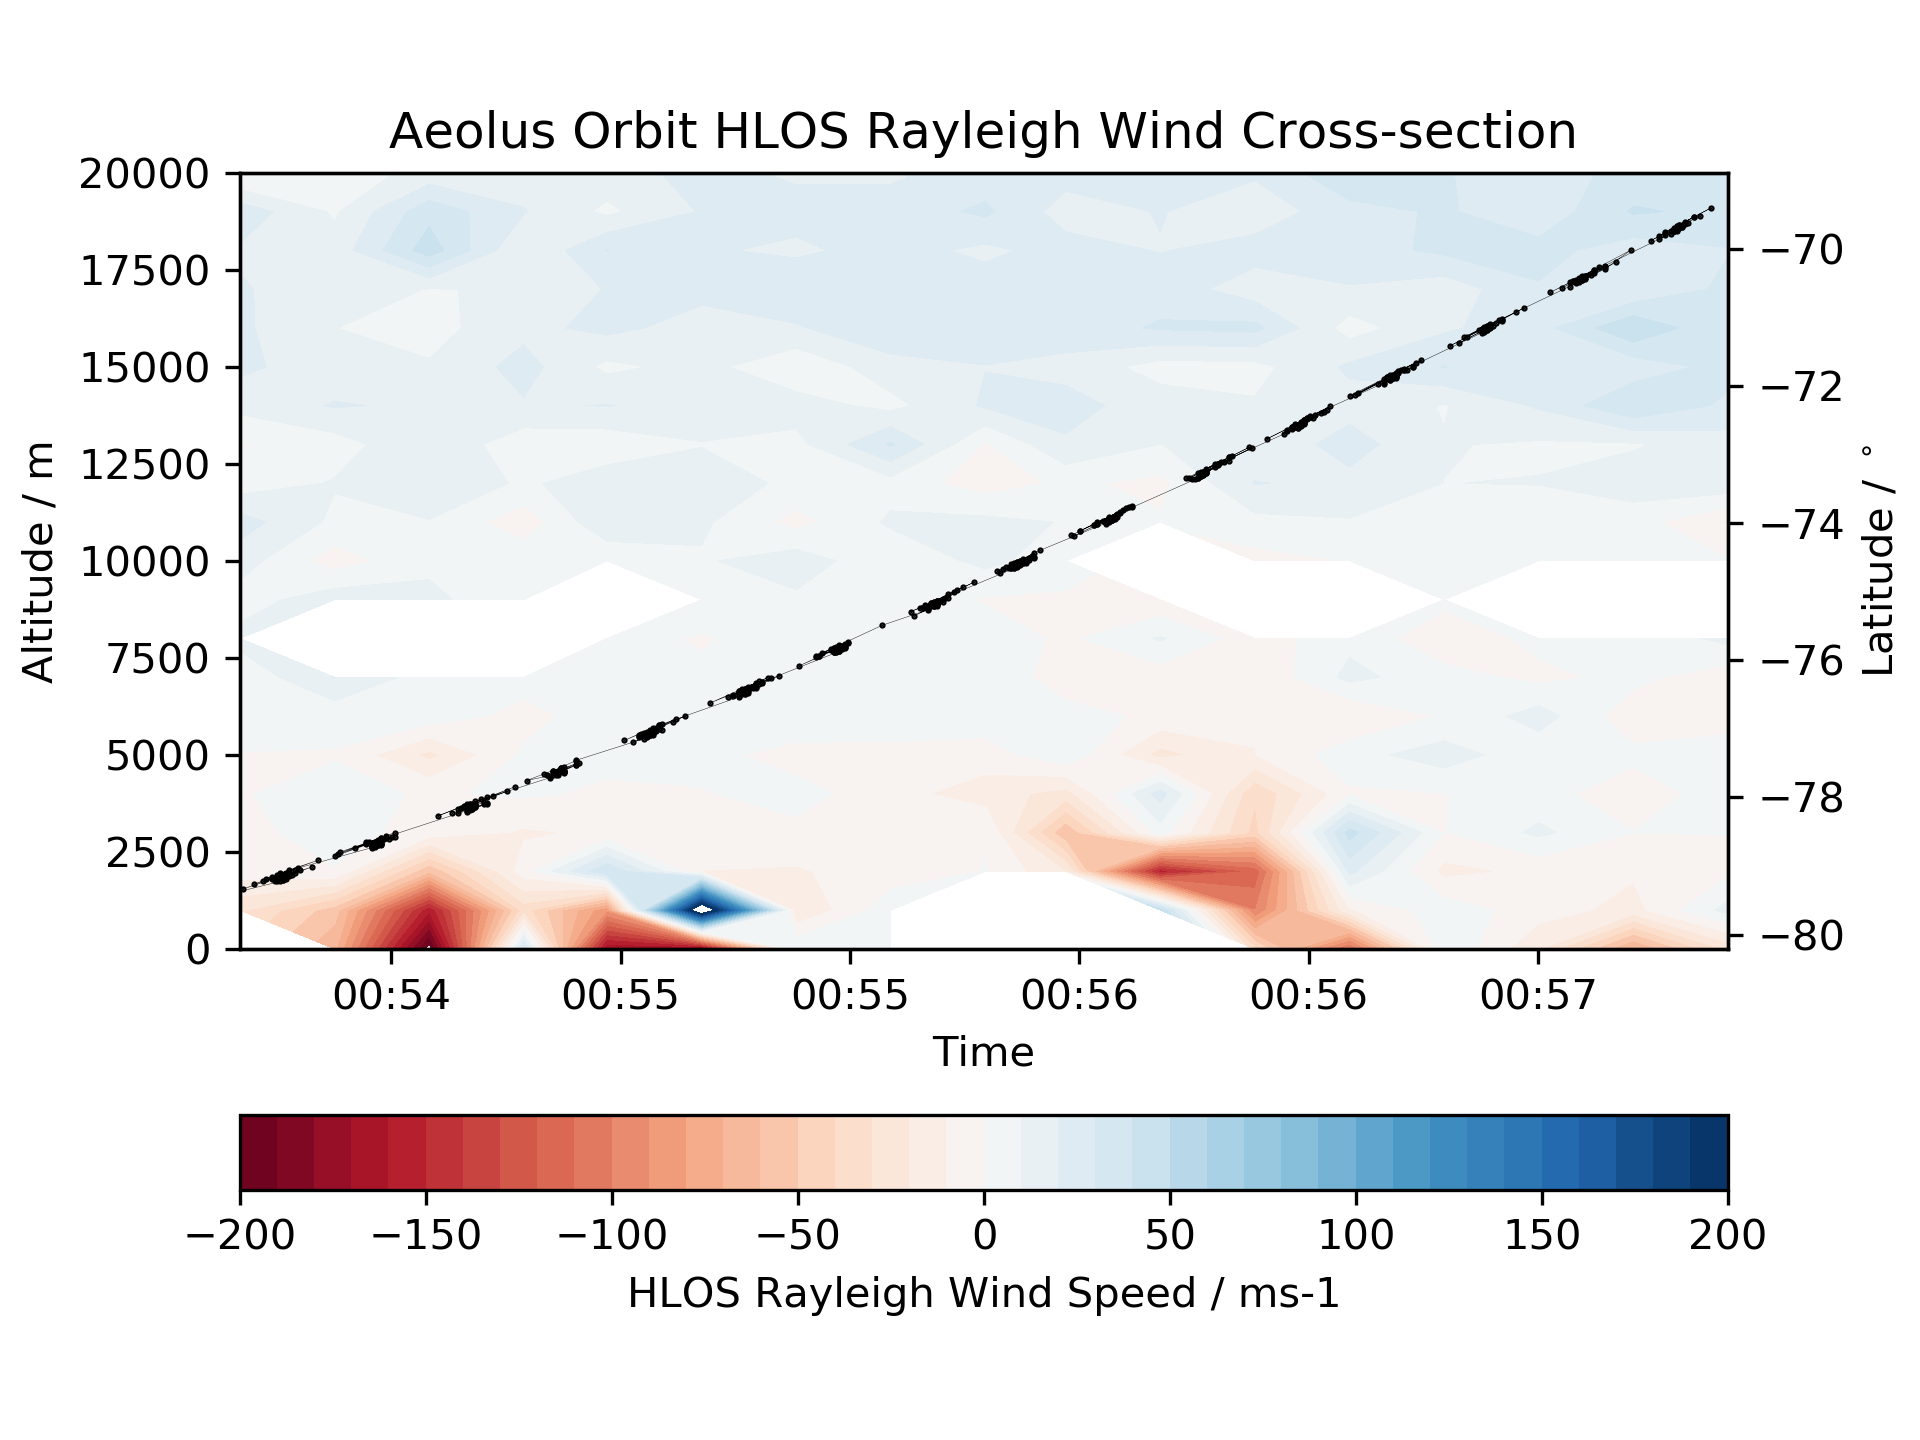 Aeolus Orbit HLOS Rayleigh Wind Cross-section
20000
17500
15000
12500
10000
7500
5000
2500
0
Altitude / m
−70
−72
−74
−76
−78
−80
Latitude / °
00:54 00:55 00:55 00:56 00:56 00:57
Time
−200 −150 −100 −50 0 50 100 150 200
HLOS Rayleigh Wind Speed / ms-1